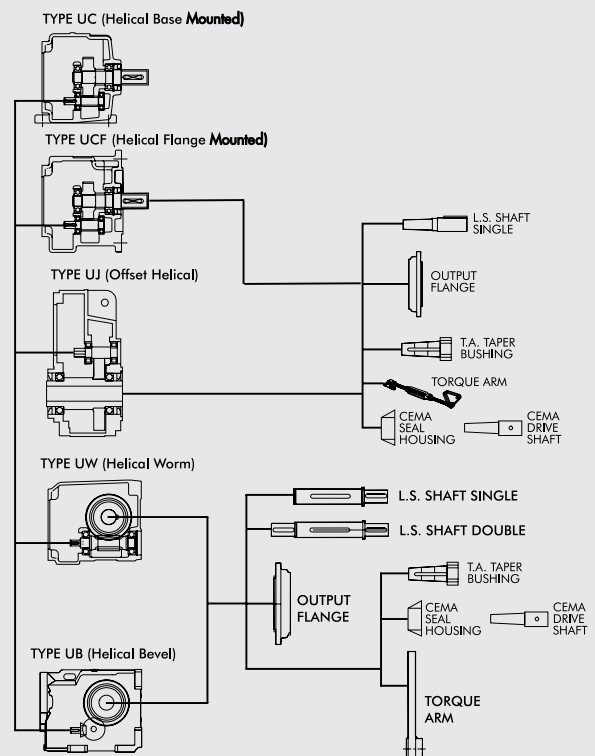 TYPE UC (Helical Base Mounted)
TYPE UCF (Helical Flange Mounted)
L.S. SHAFT
SINGLE
OUTPUT
FLANGE
TYPE UJ (Offset Helical)
T.A. TAPER
BUSHING
TORQUE ARM
CEMA
SEAL
HOUSING
CEMA
DRIVE
SHAFT
TYPE UW (Helical Worm)
L.S. SHAFT SINGLE
L.S. SHAFT DOUBLE
T.A. TAPER
BUSHING
OUTPUT
FLANGE
CEMA
SEAL
HOUSING
CEMA
DRIVE
SHAFT
TYPE UB (Helical Bevel)
TORQUE
ARM